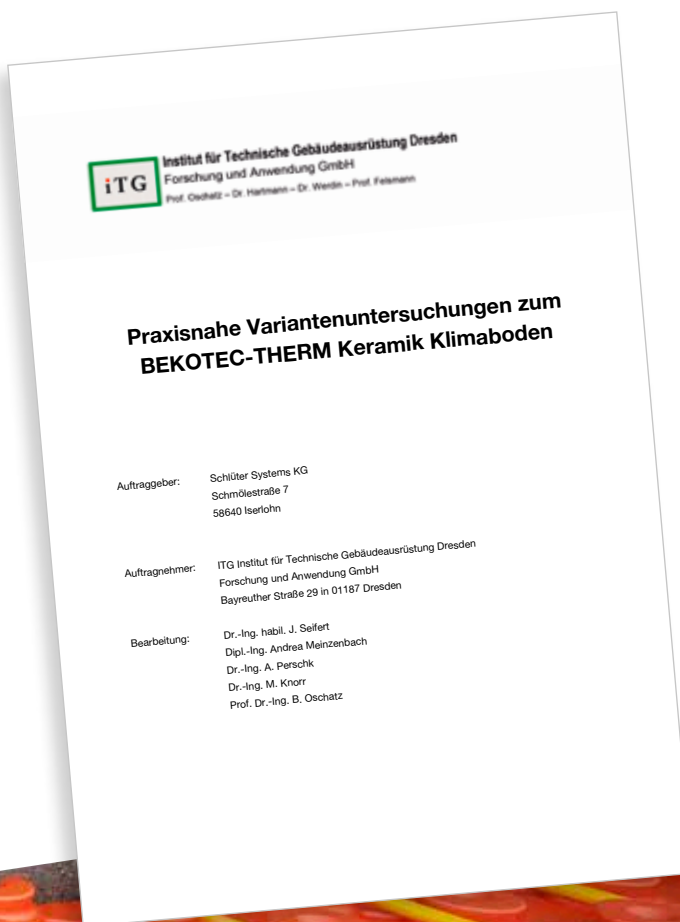 iTG
Institut für Technische Gebäudeausrüstung Dresden
Forschung und Anwendung GmbH
Prof. Oschatz – Dr. Hartmann – Dr. Werdin – Prof. Felsmann
Praxisnahe Variantenuntersuchungen zum
BEKOTEC-THERM Keramik Klimaboden
Auftraggeber: Schlüter Systems KG
Schmölestraße 7
58640 Iserlohn
Auftragnehmer: ITG Institut für Technische Gebäudeausrüstung Dresden
Forschung und Anwendung GmbH
Bayreuther Straße 29 in 01187 Dresden
Bearbeitung: Dr.-Ing. habil. J. Seifert
Dipl.-Ing. Andrea Meinzenbach
Dr.-Ing. A. Perschk
Dr.-Ing. M. Knorr
Prof. Dr.-Ing. B. Oschatz